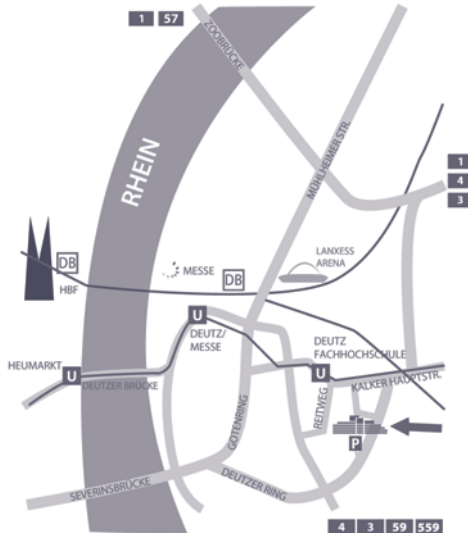 1 57
ZOOBRÜCKE
MÜHLHEIMER STR.
RHEIN
1
4
3
DB
HBF
MESSE
DB
LANXESS
ARENA
U
DEUTZ/
MESSE
DEUTZ
FACHHOCHSCHULE
HEUMARKT
U
DEUTZER BRÜCKE
U
KALKER HAUPTSTR.
REITWEG
GOTENRING
P
SEVERINSBRÜCKE
DEUTZER RING
4 3 59 559